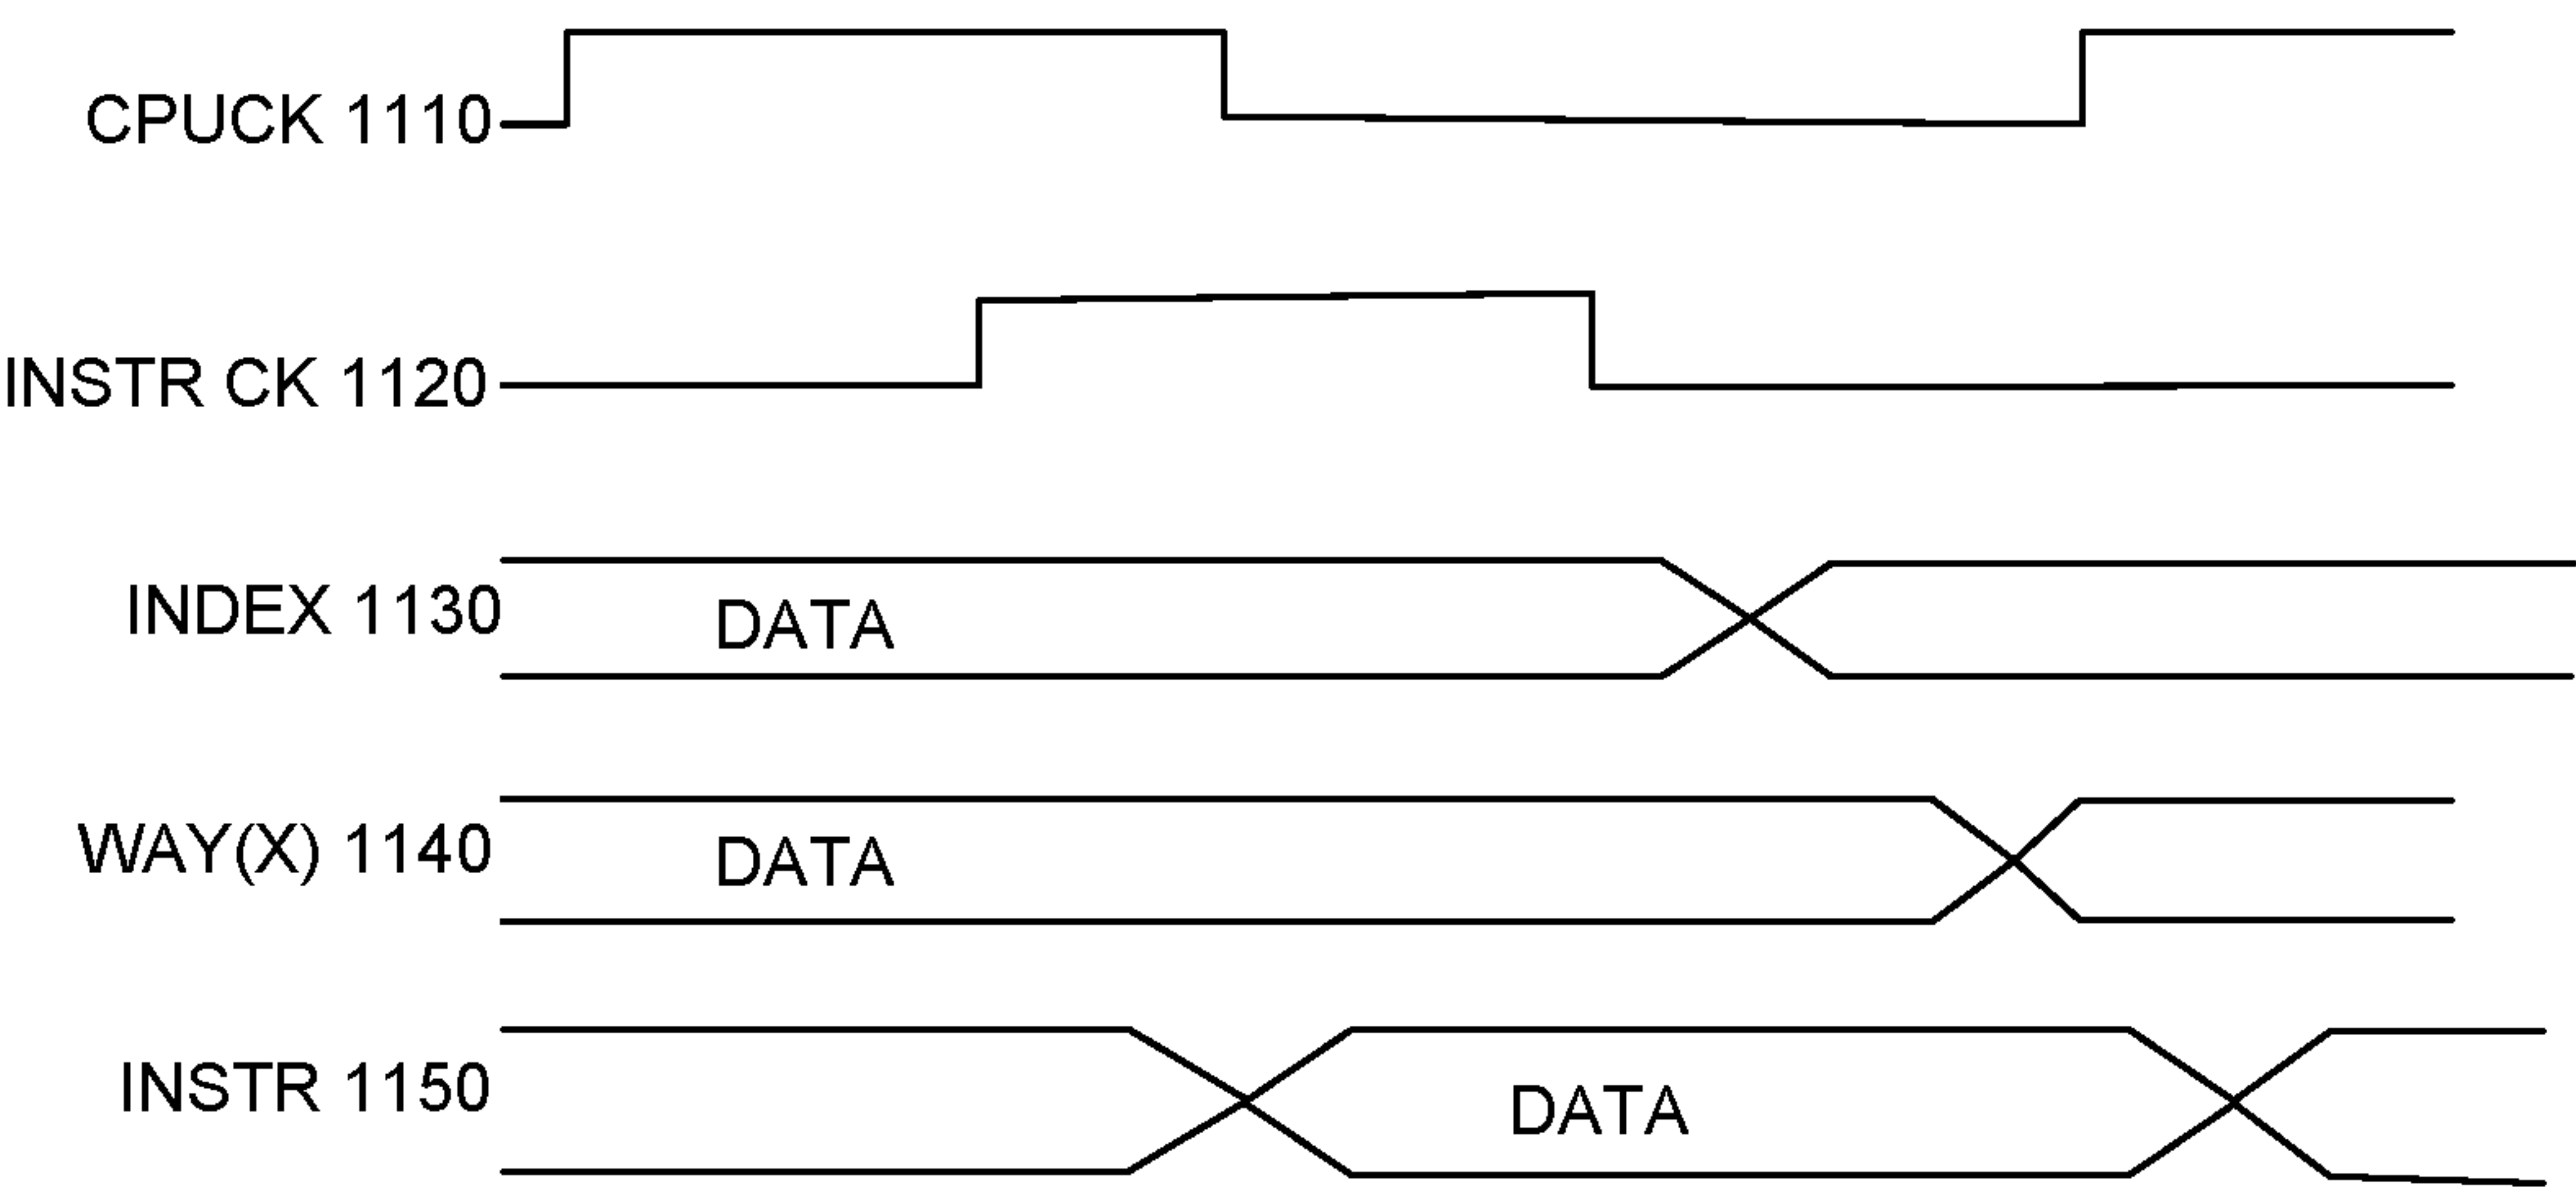 CPUCK 1110
INSTR CK 1120
INDEX 1130
DATA
WAY(X) 1140
DATA
INSTR 1150
DATA